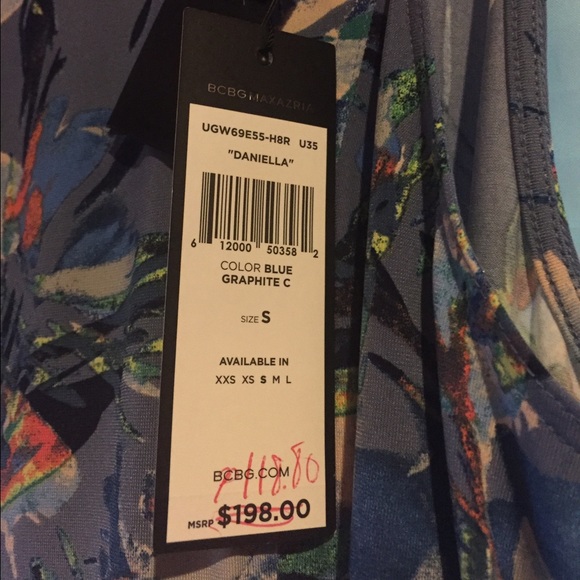 BCBGMAXAZRIA
UGW69E55-H8R U35
"DANIELLA"
6 12000 50358 2
COLOR BLUE
GRAPHITE C
SIZE S
AVAILABLE IN
XXS XS S M L
BCBG.COM
118.80
MSRP $198.00